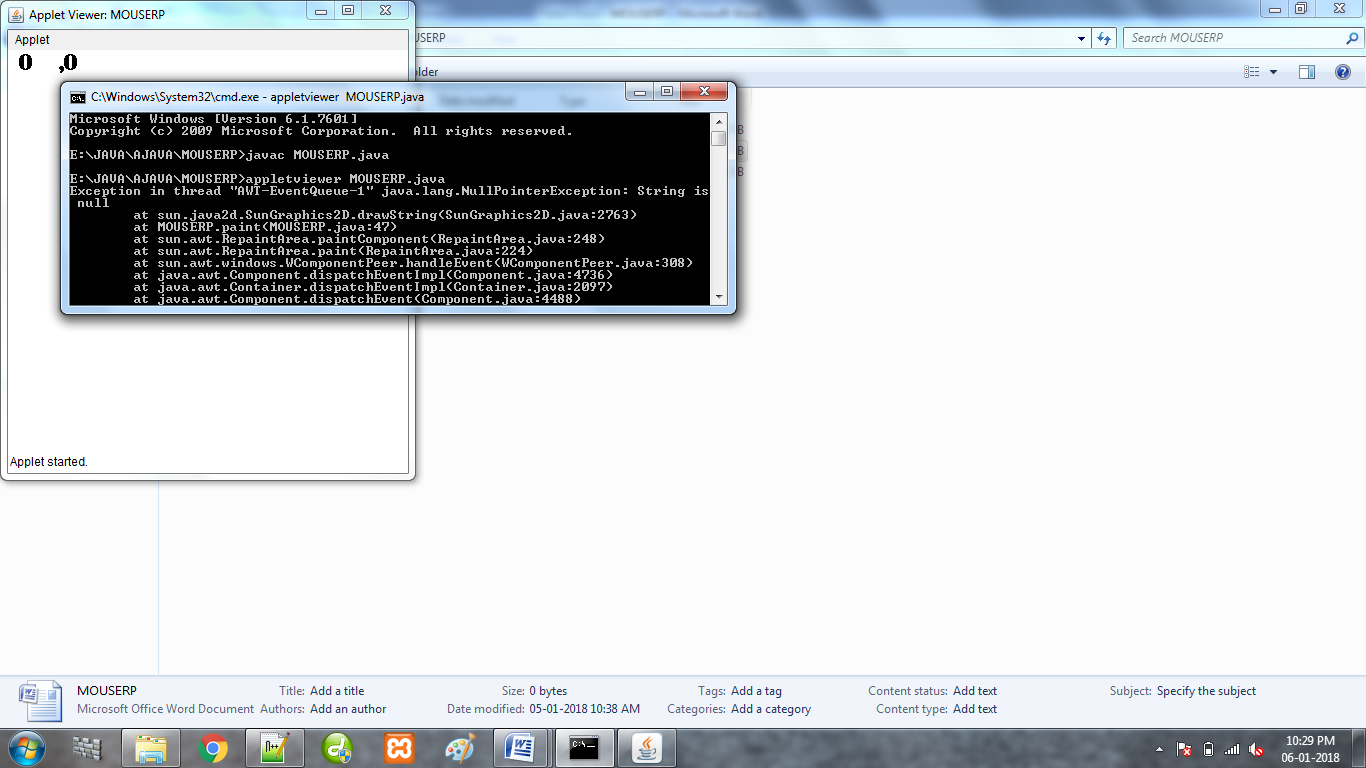 Applet Viewer: MOUSERP
Applet
0 ,0
USERP
Search MOUSERP
older
C:\Windows\System32\cmd.exe - appletviewer MOUSERP.java
Microsoft Windows [Version 6.1.7601]
Copyright (c) 2009 Microsoft Corporation. All rights reserved.
E:\JAVA\AJAVA\MOUSERP>javac MOUSERP.java
E:\JAVA\AJAVA\MOUSERP>appletviewer MOUSERP.java
Exception in thread "AWT-EventQueue-1" java.lang.NullPointerException: String is
null
at sun.java2d.SunGraphics2D.drawString(SunGraphics2D.java:2763)
at MOUSERP.paint(MOUSERP.java:47)
at sun.awt.RepaintArea.paintComponent(RepaintArea.java:248)
at sun.awt.RepaintArea.paint(RepaintArea.java:224)
at sun.awt.windows.WComponentPeer.handleEvent(WComponentPeer.java:308)
at java.awt.Component.dispatchEventImpl(Component.java:4736)
at java.awt.Container.dispatchEventImpl(Container.java:2097)
at java.awt.Component.dispatchEvent(Component.java:4488)
B
B
B
Applet started.
MOUSERP
Microsoft Office Word Document
Title: Add a title
Authors: Add an author
Size: 0 bytes
Date modified: 05-01-2018 10:38 AM
Tags: Add a tag
Categories: Add a category
Content status: Add text
Content type: Add text
Subject: Specify the subject
10:29 PM
06-01-2018